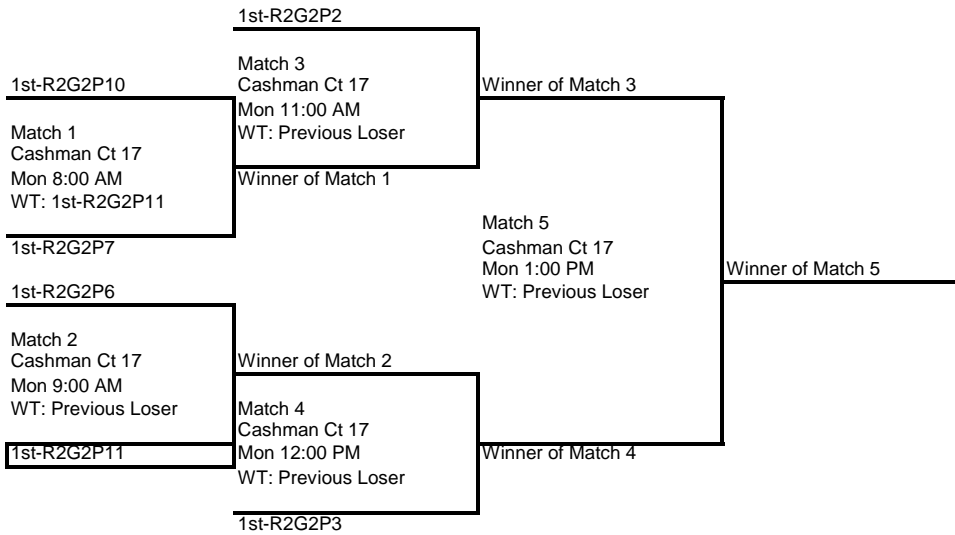 1st-R2G2P2
Match 3
Cashman Ct 17
Mon 11:00 AM
WT: Previous Loser
Winner of Match 1
1st-R2G2P10
Match 1
Cashman Ct 17
Mon 8:00 AM
WT: 1st-R2G2P11
1st-R2G2P7
1st-R2G2P6
Match 2
Cashman Ct 17
Mon 9:00 AM
WT: Previous Loser
1st-R2G2P11
Winner of Match 2
Match 4
Cashman Ct 17
Mon 12:00 PM
WT: Previous Loser
1st-R2G2P3
Winner of Match 3
Match 5
Cashman Ct 17
Mon 1:00 PM
WT: Previous Loser
Winner of Match 4
Winner of Match 5